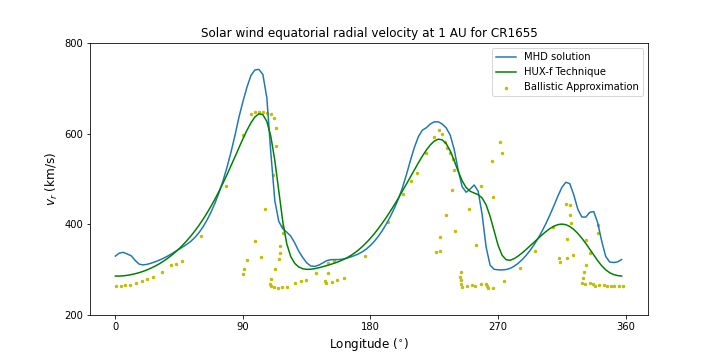 Solar wind equatorial radial velocity at 1 AU for CR1655
MHD solution
HUX-f Technique
Ballistic Approximation
800
600
400
200
v_r (km/s)
0
90
180
270
360
Longitude (°)